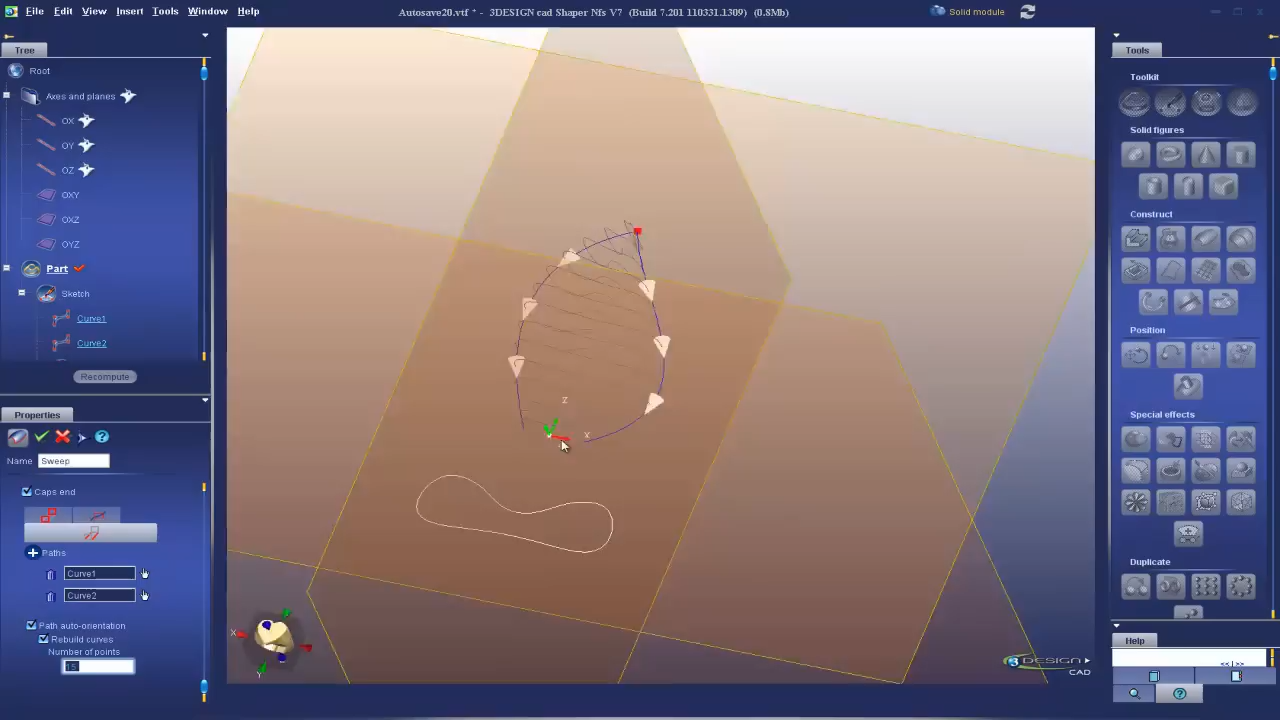 File Edit View Insert Tools Window Help
Autosave20.vtf * - 3DESIGN cad Shaper Nfs V7 (Build 7.201 110331.1309) (0.8Mb)
Solid module
Tree
Root
Axes and planes
OX
OY
OZ
OXY
OXZ
OYZ
Part
Sketch
Curve1
Curve2
Recompute
Properties
Name Sweep
Caps end
Paths
Curve1
Curve2
Path auto-orientation
Rebuild curves
Number of points
15
Z
X
X
Y
3DESIGN
CAD
Tools
Toolkit
Solid figures
Construct
Position
Special effects
Duplicate
Help
<< | >>